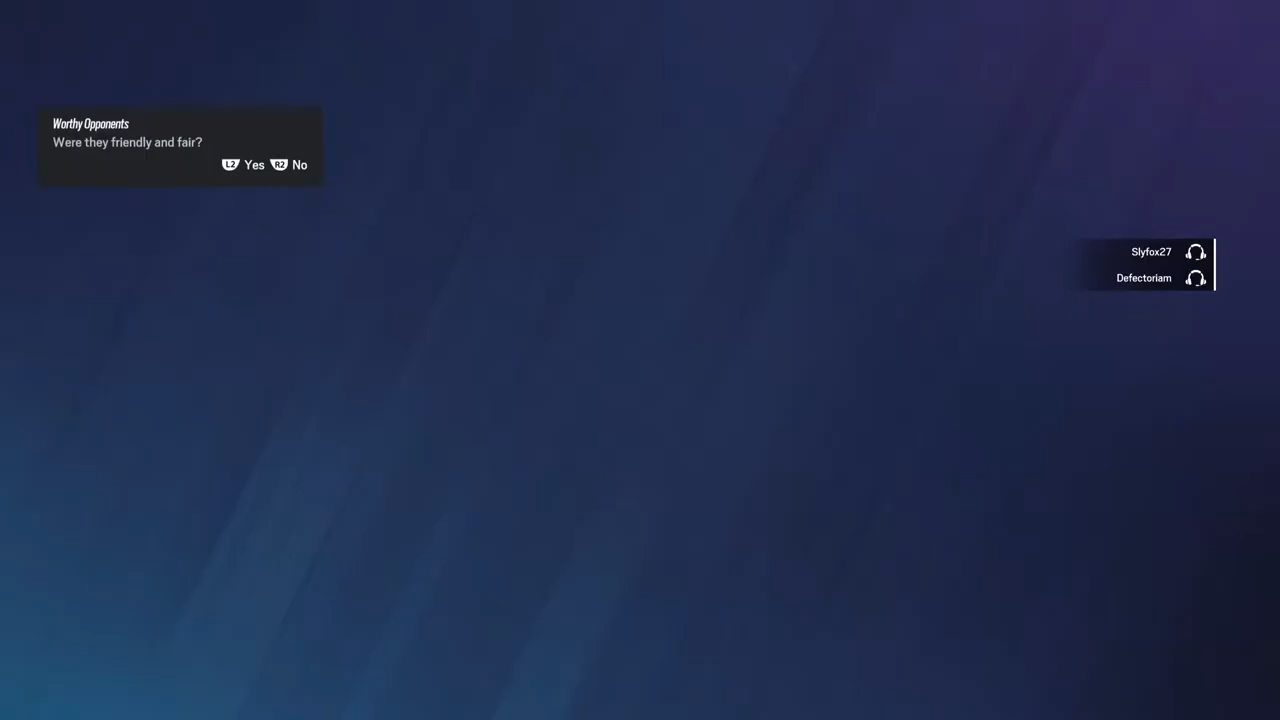 Worthy Opponents
Were they friendly and fair?
L2 Yes R2 No
Slyfox27
Defectoriam